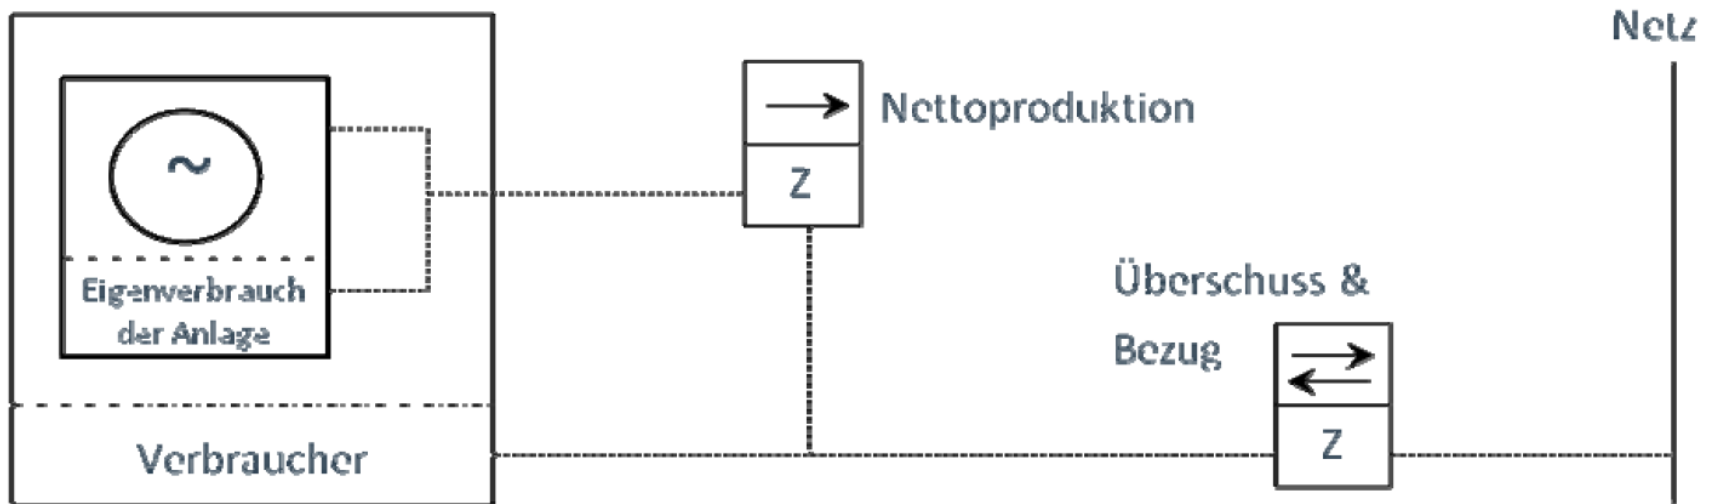 Netz
Nettoproduktion
~
Z
Eigenverbrauch
der Anlage
Überschuss &
Bezug
Z
Verbraucher